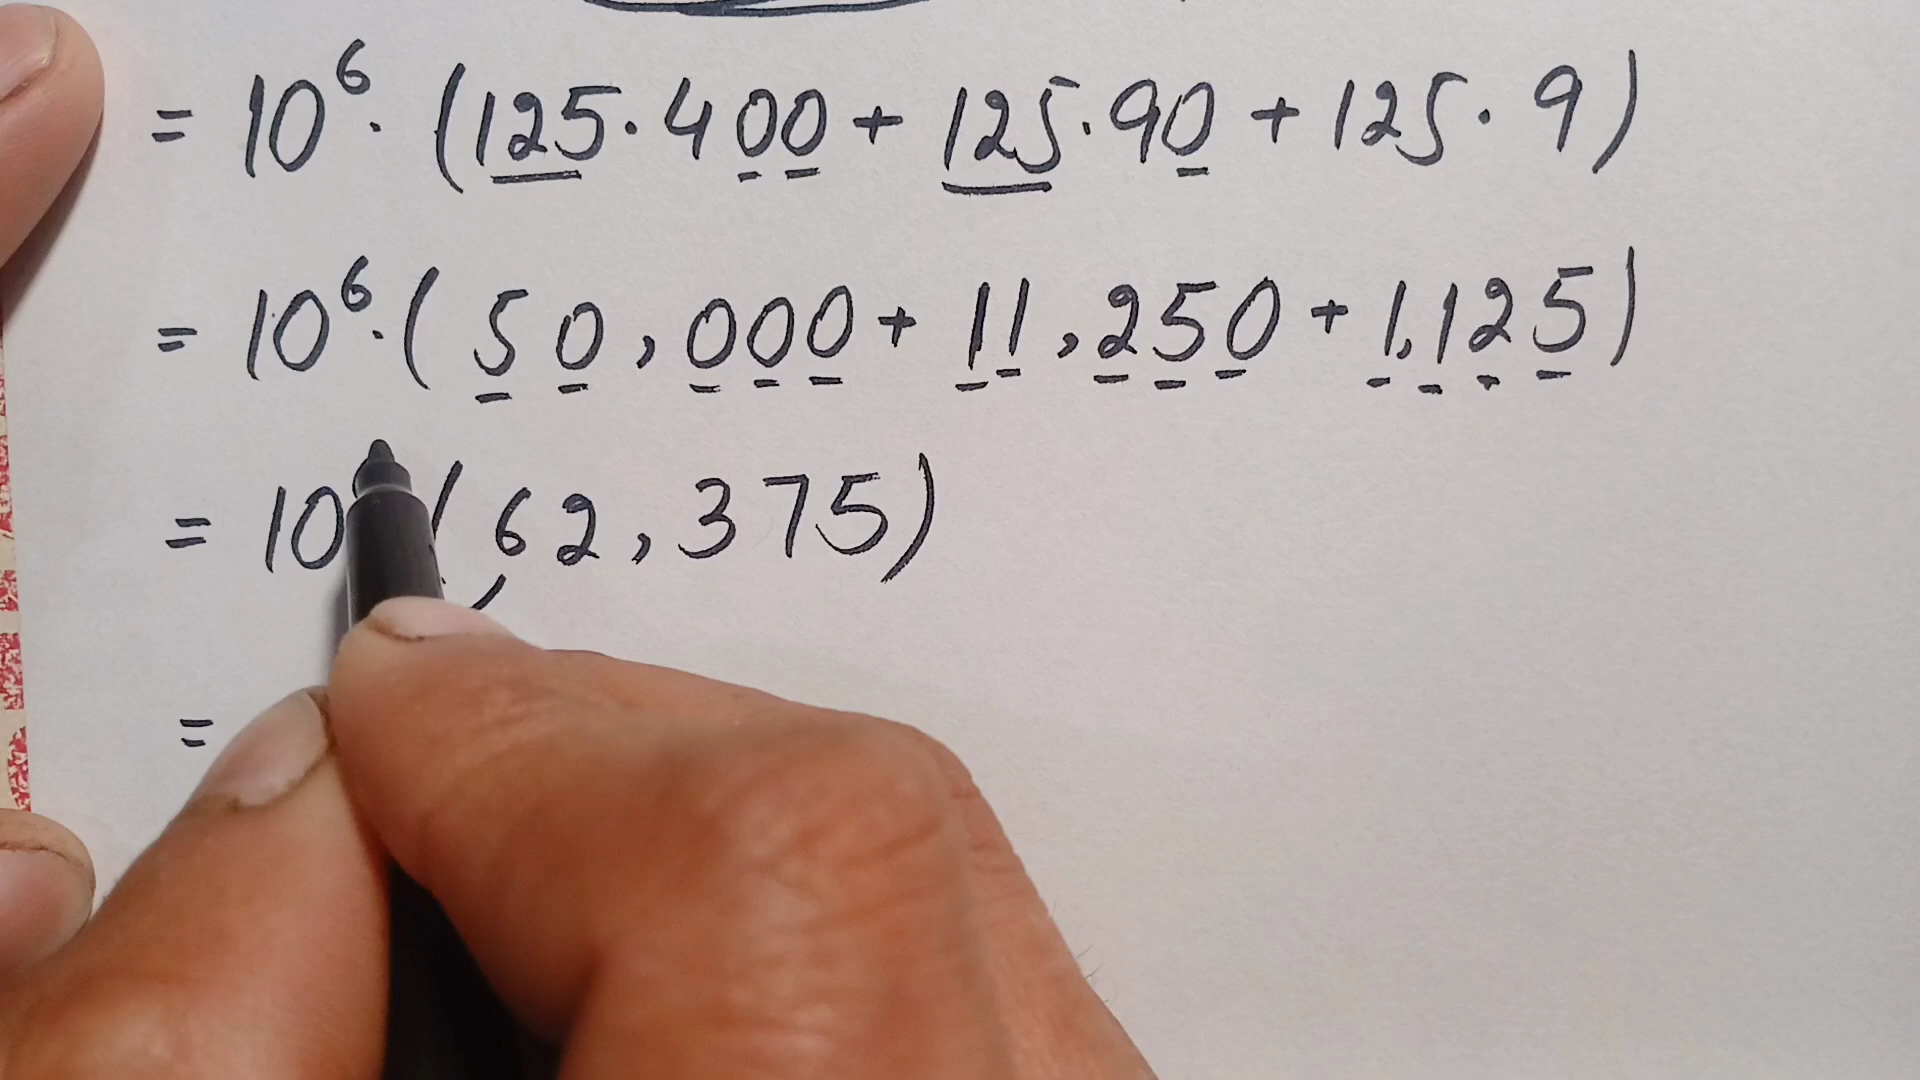 = 10⁶ · (125 · 400 + 125 · 90 + 125 · 9)
= 10⁶ · (50,000 + 11,250 + 1,125)
= 10 (62,375)
=